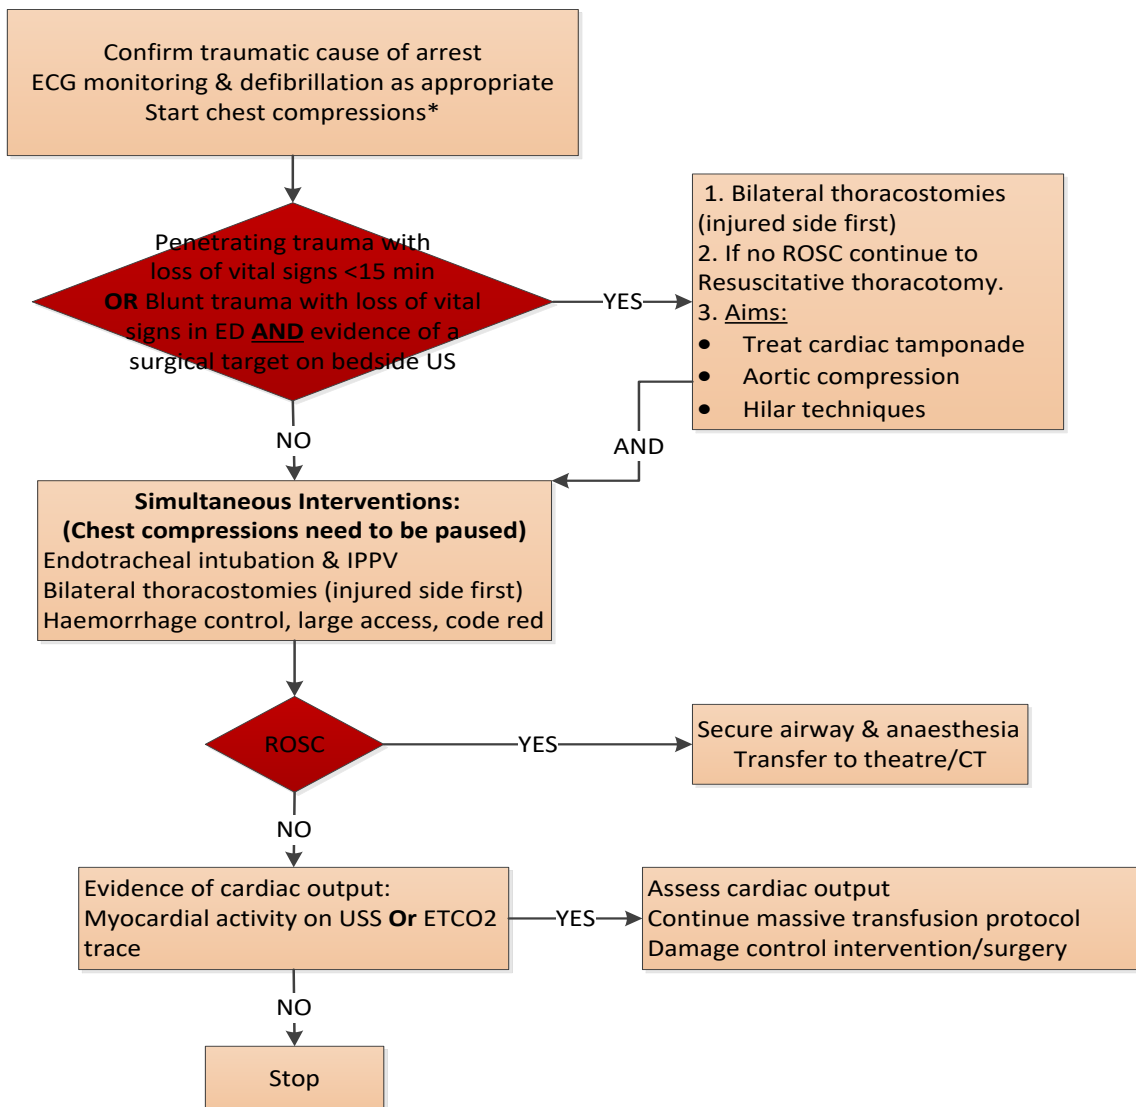 Confirm traumatic cause of arrest
ECG monitoring & defibrillation as appropriate
Start chest compressions*
Penetrating trauma with
loss of vital signs <15 min
OR Blunt trauma with loss of vital
signs in ED AND evidence of a
surgical target on bedside US
YES
1. Bilateral thoracostomies
(injured side first)
2. If no ROSC continue to
Resuscitative thoracotomy.
3. Aims:
• Treat cardiac tamponade
• Aortic compression
• Hilar techniques
NO
AND
Simultaneous Interventions:
(Chest compressions need to be paused)
Endotracheal intubation & IPPV
Bilateral thoracostomies (injured side first)
Haemorrhage control, large access, code red
ROSC
YES
Secure airway & anaesthesia
Transfer to theatre/CT
NO
Evidence of cardiac output:
Myocardial activity on USS Or ETCO2
trace
YES
Assess cardiac output
Continue massive transfusion protocol
Damage control intervention/surgery
NO
Stop